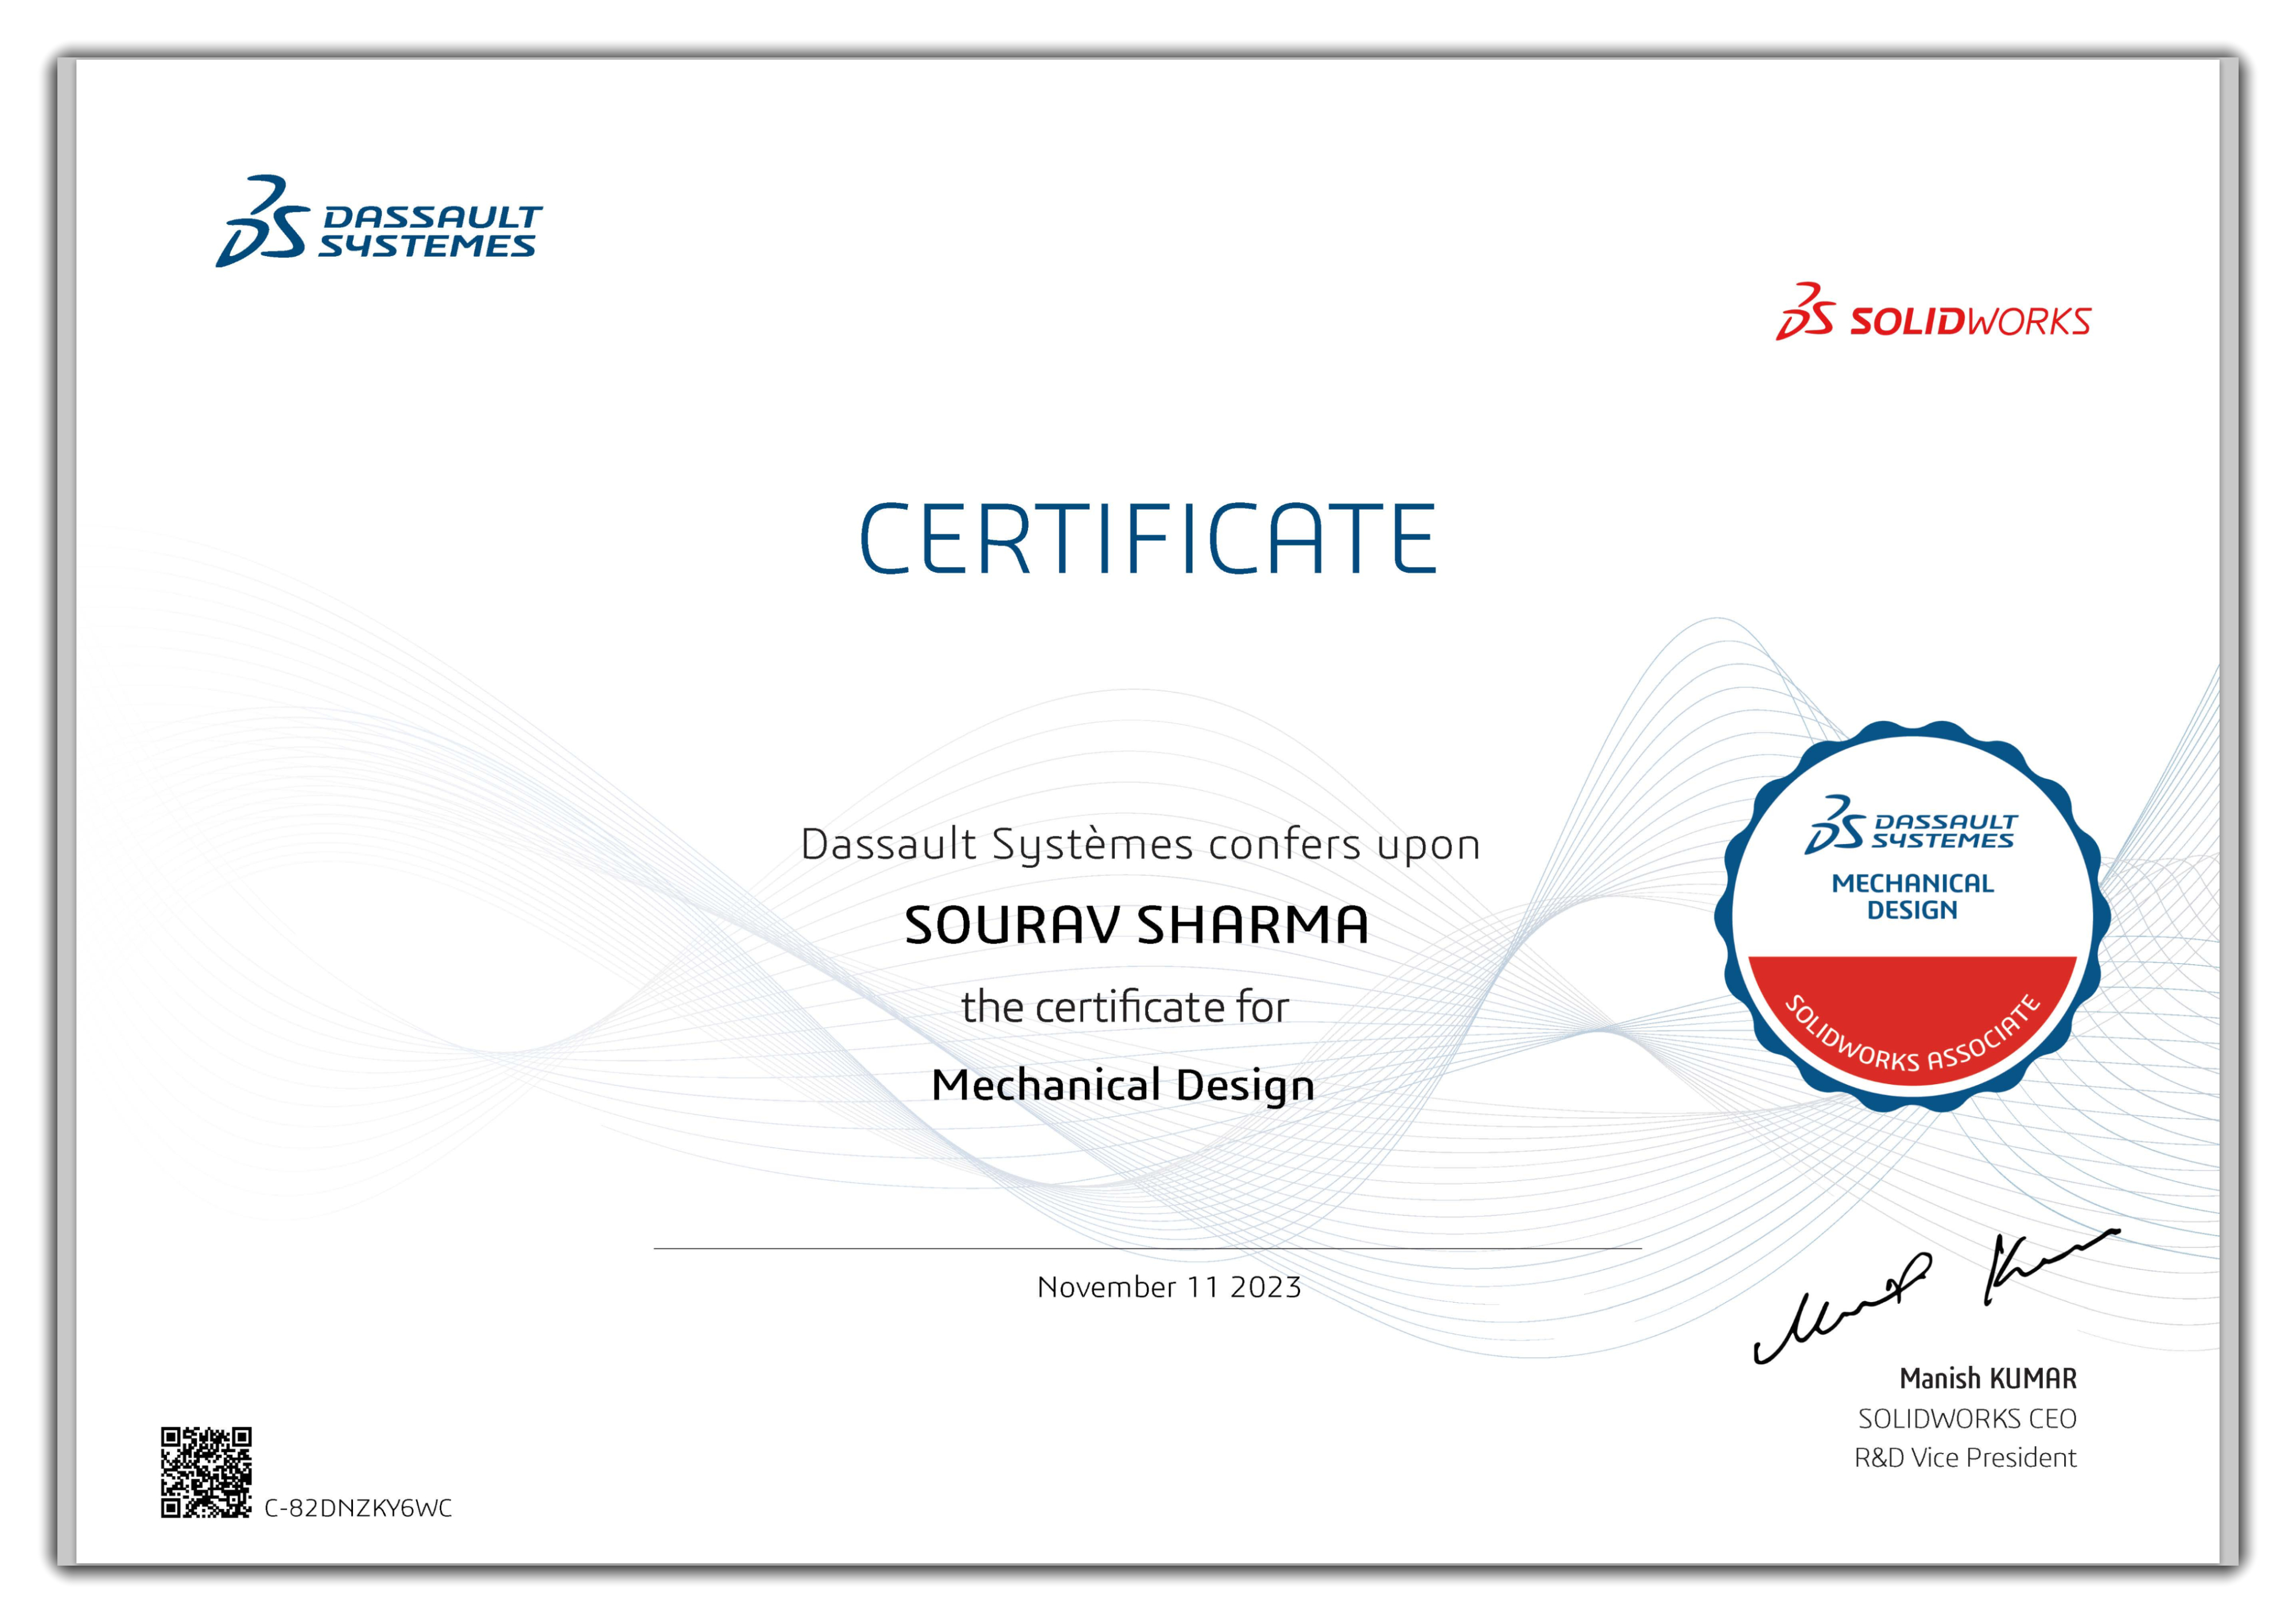 DASSAULT
SYSTEMES
SOLIDWORKS
CERTIFICATE
Dassault Systèmes confers upon
SOURAV SHARMA
the certificate for
Mechanical Design
DASSAULT
SYSTEMES
MECHANICAL
DESIGN
SOLIDWORKS ASSOCIATE
November 11 2023
Manish KUMAR
SOLIDWORKS CEO
R&D Vice President
C-82DNZKY6WC